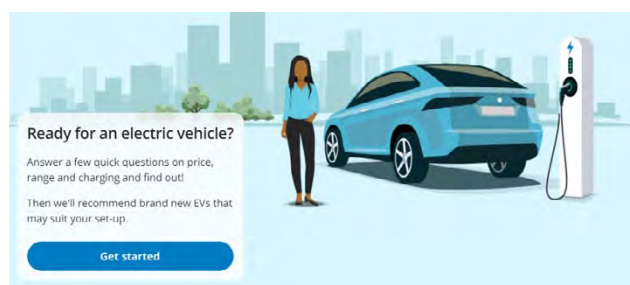 Ready for an electric vehicle?
Answer a few quick questions on price,
range and charging and find out!
Then we'll recommend brand new EVs that
may suit your set-up.
Get started